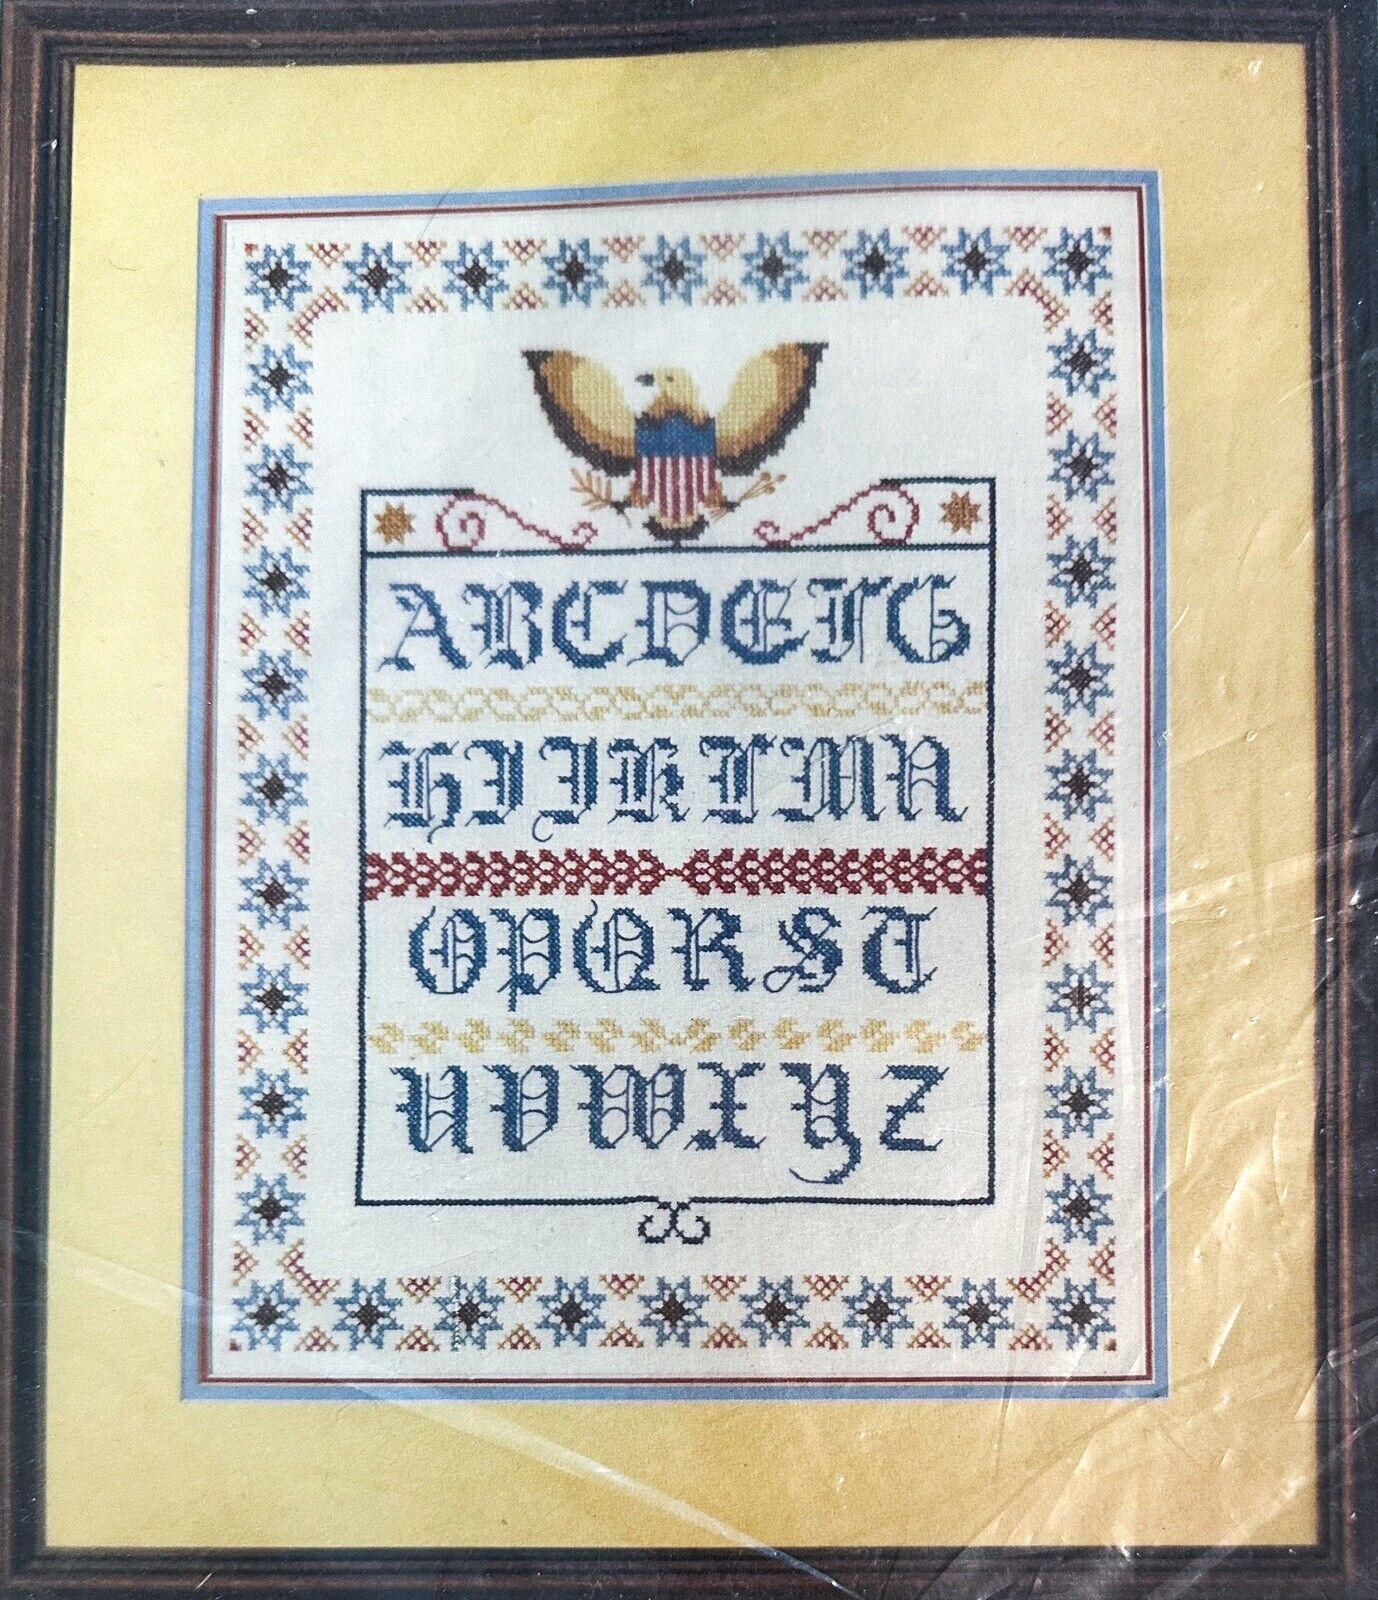 ABCDEFG
HIJKLMN
OPQRST
UVWXYZ